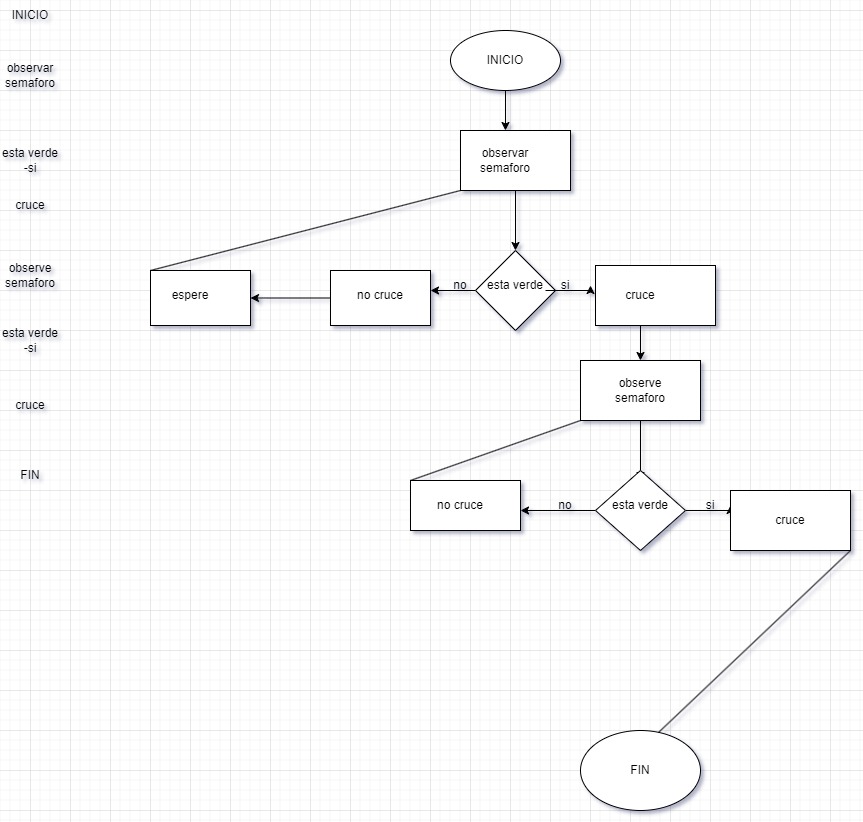 INICIO
observar
semaforo
esta verde
-si
cruce
observe
semaforo
esta verde
-si
cruce
FIN
INICIO
observar
semaforo
esta verde
no
si
no cruce
espere
cruce
observe
semaforo
esta verde
no
si
no cruce
cruce
FIN